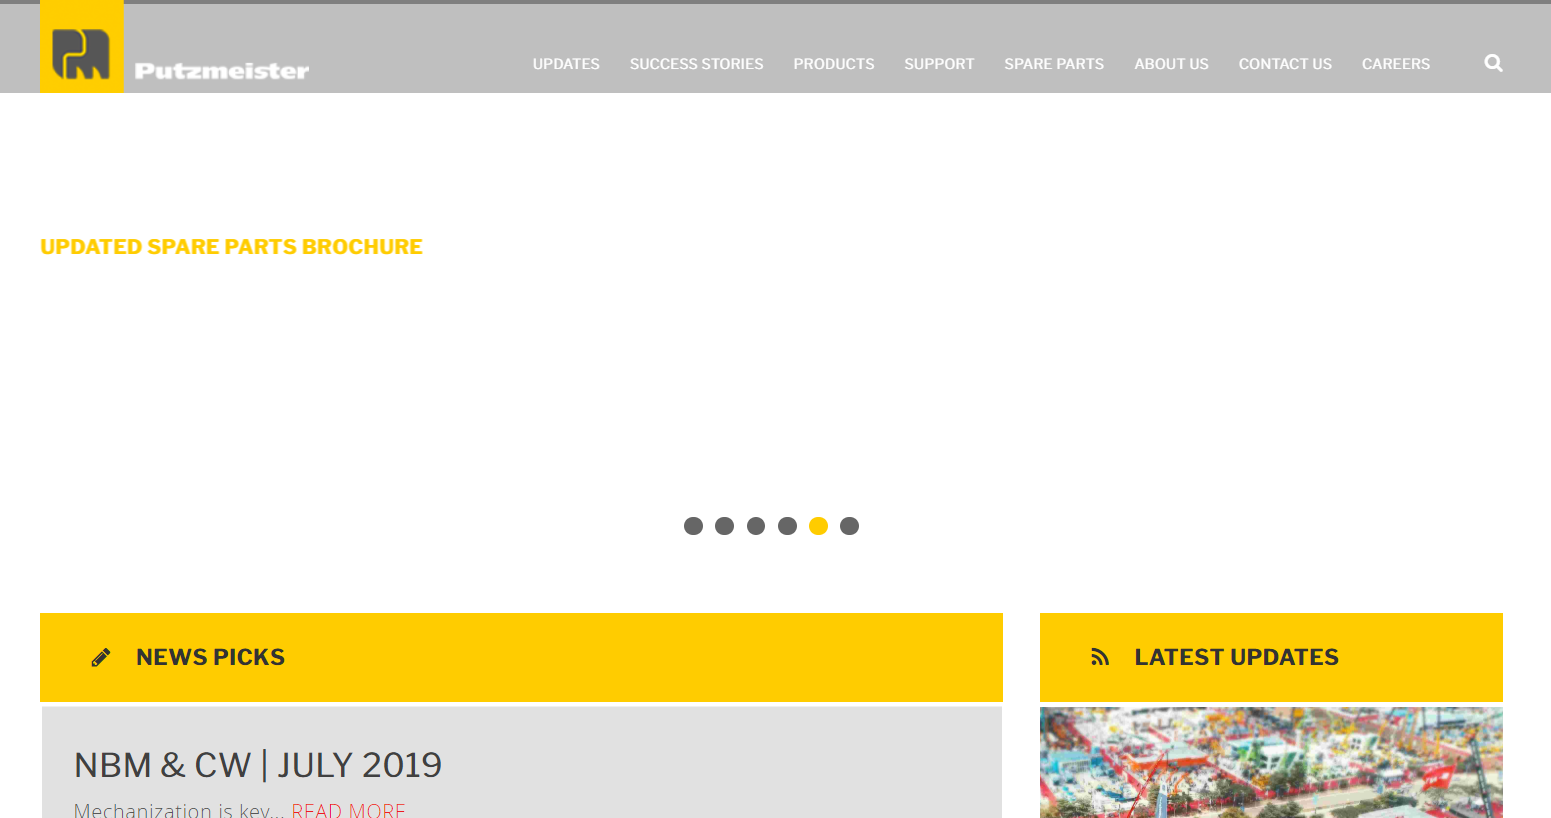 Putzmeister
UPDATES SUCCESS STORIES PRODUCTS SUPPORT SPARE PARTS ABOUT US CONTACT US CAREERS
UPDATED SPARE PARTS BROCHURE
NEWS PICKS
LATEST UPDATES
NBM & CW | JULY 2019
Mechanization is key... READ MORE